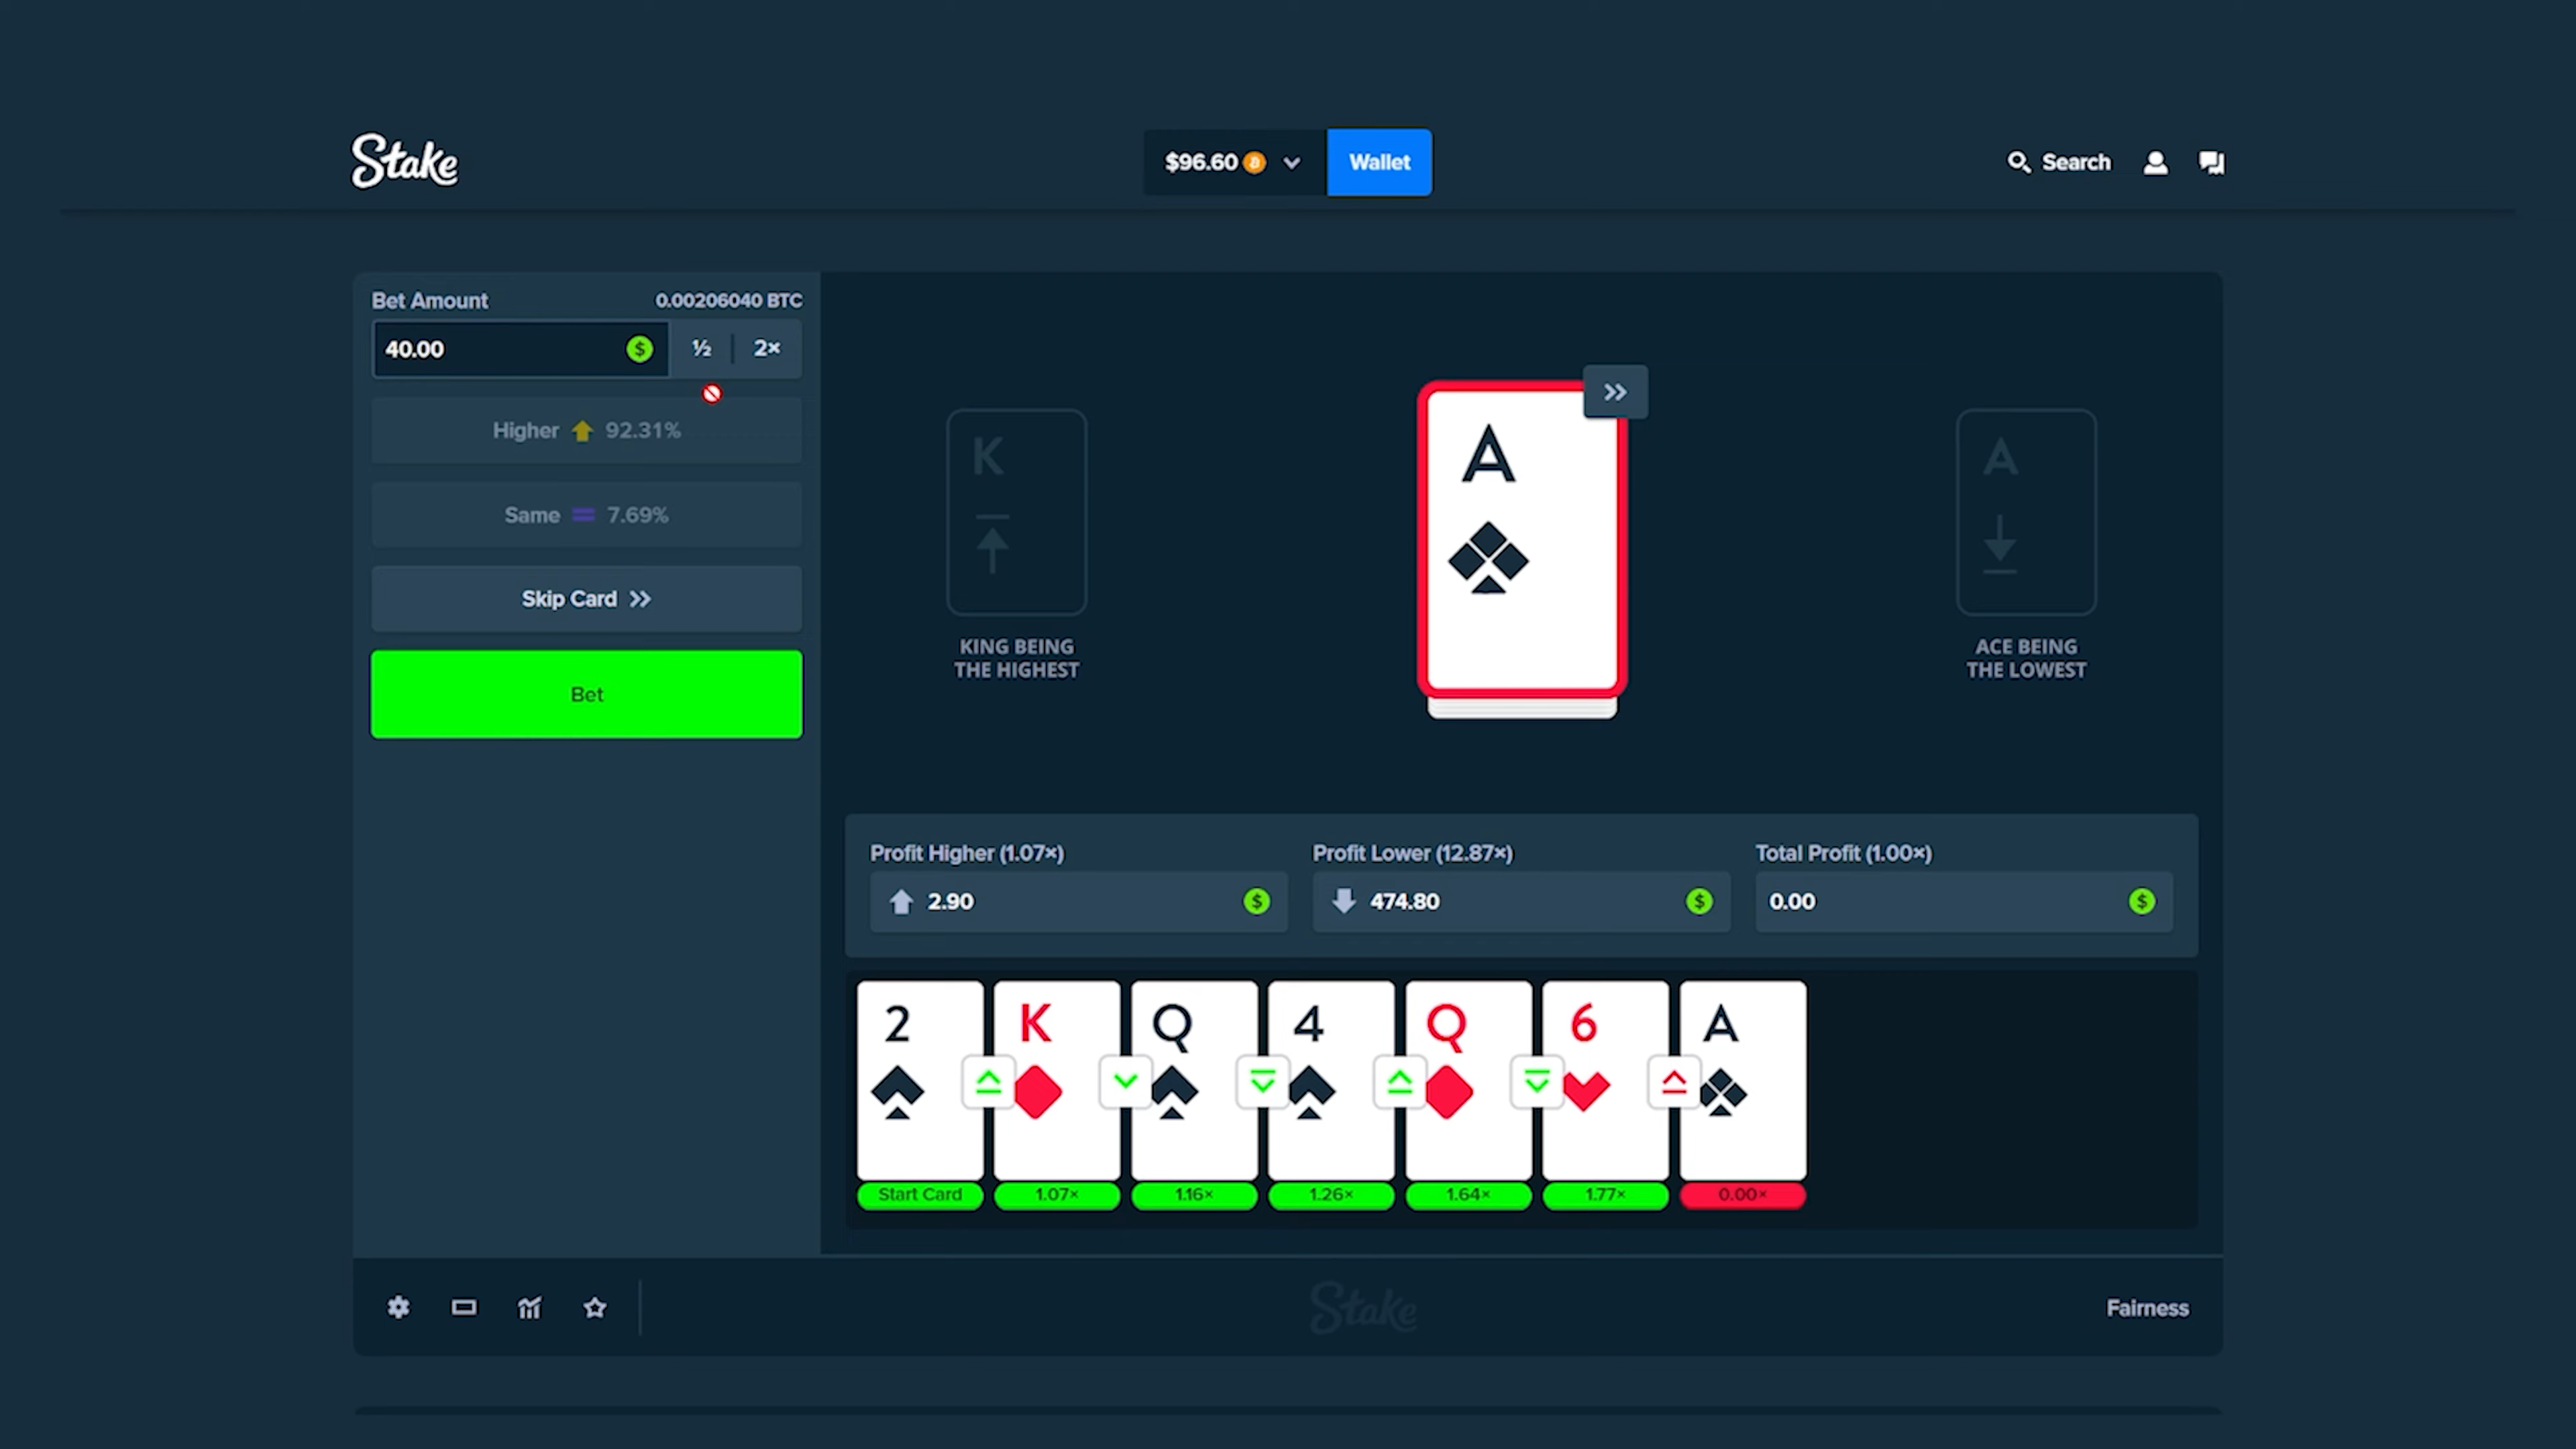 Stake
$96.60
Wallet
Search
Bet Amount
0.00206040 BTC
40.00
½
2×
Higher 92.31%
Same 7.69%
Skip Card
Bet
K
KING BEING
THE HIGHEST
A
A
ACE BEING
THE LOWEST
Profit Higher (1.07×)
Profit Lower (12.87×)
Total Profit (1.00×)
2.90
474.80
0.00
2
K
Q
4
Q
6
A
Start Card
1.07×
1.16×
1.26×
1.64×
1.77×
0.00×
Stake
Fairness